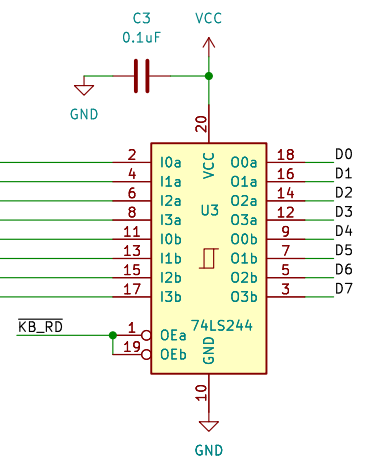 C3
0.1uF
VCC
GND
20
VCC
2 I0a O0a 18 D0
4 I1a O1a 16 D1
6 I2a O2a 14 D2
8 I3a O3a 12 D3
U3
11 I0b O0b 9 D4
13 I1b O1b 7 D5
15 I2b O2b 5 D6
17 I3b O3b 3 D7
KB_RD
1 OEa
19 OEb
74LS244
GND
10
GND